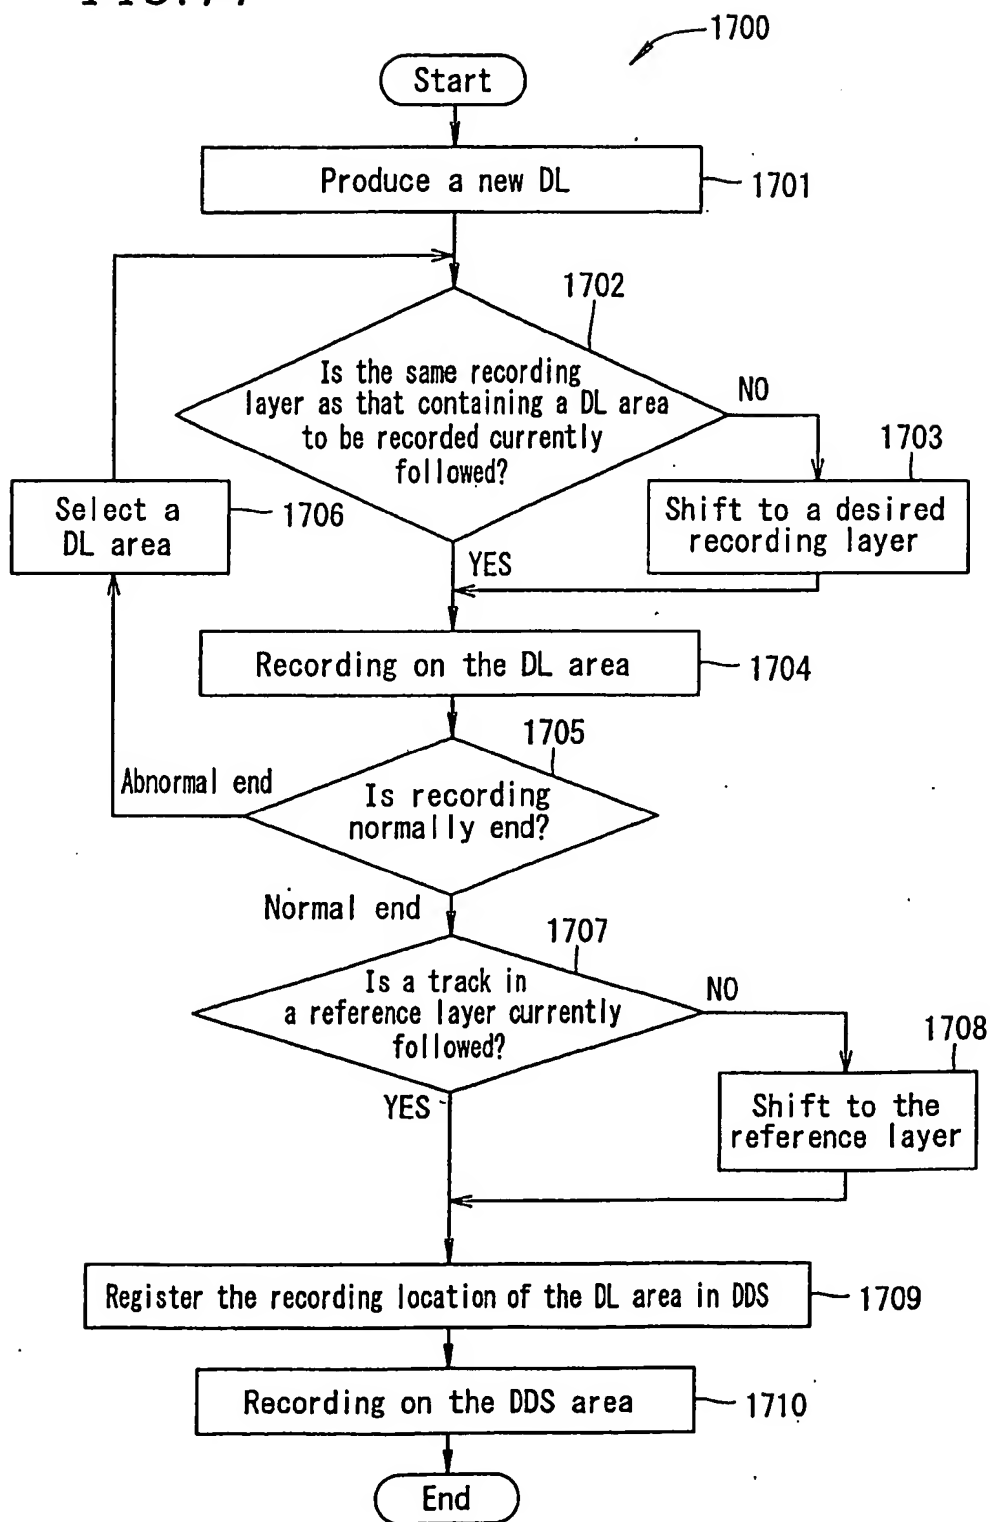 1700
Start
Produce a new DL
1701
1702
Is the same recording
layer as that containing a DL area
to be recorded currently
followed?
NO
1703
Shift to a desired
recording layer
Select a
DL area
1706
YES
Recording on the DL area
1704
1705
Abnormal end
Is recording
normally end?
Normal end
1707
Is a track in
a reference layer currently
followed?
NO
1708
Shift to the
reference layer
YES
Register the recording location of the DL area in DDS
1709
Recording on the DDS area
1710
End